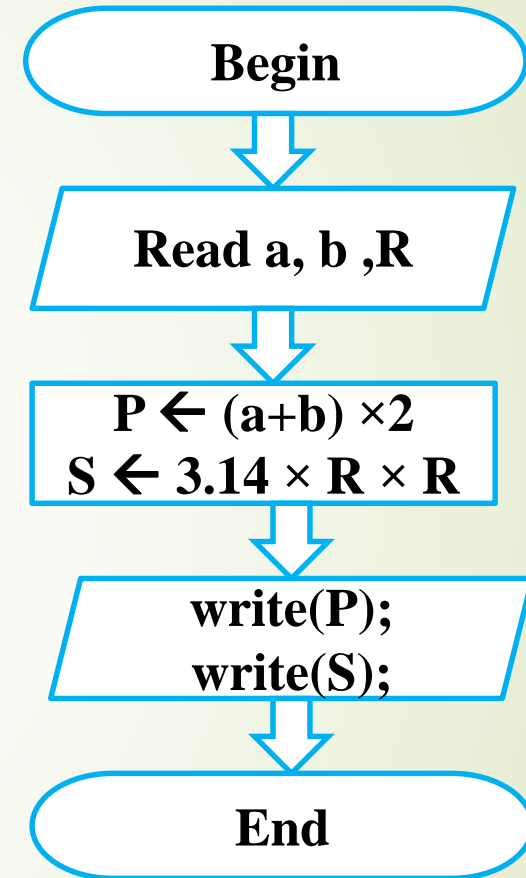 Begin
Read a, b ,R
P ← (a+b) ×2
S ← 3.14 × R × R
write(P);
write(S);
End